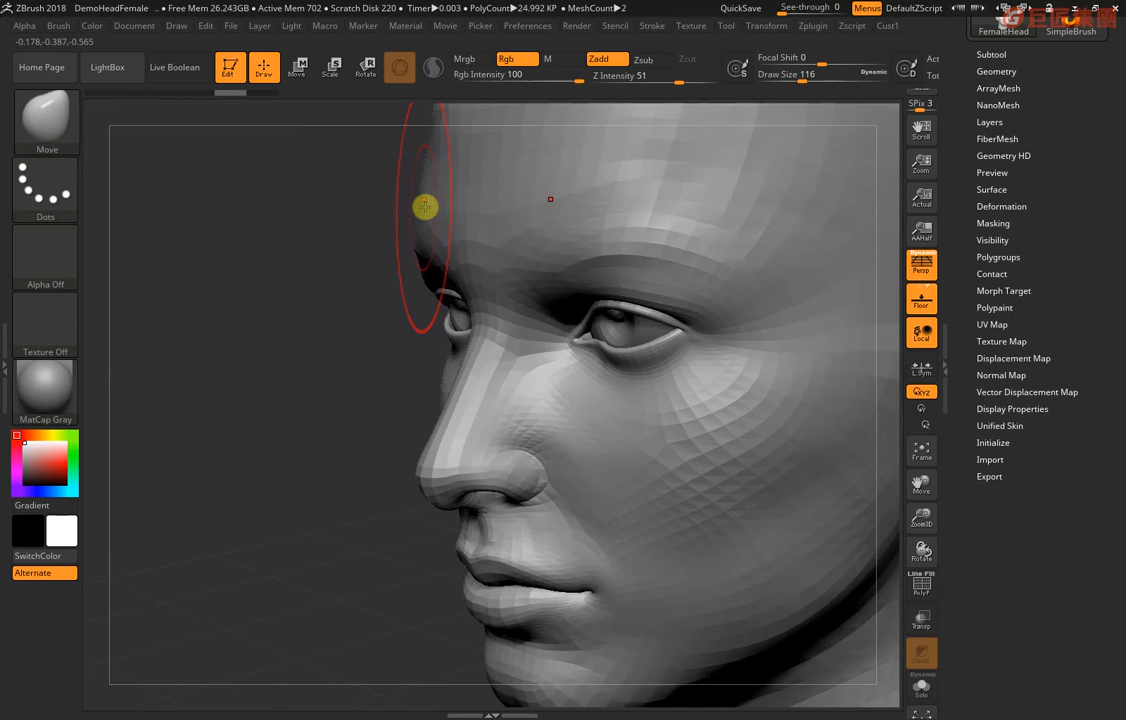 ZBrush 2018 DemoHeadFemale .. ● Free Mem 26.243GB ● Active Mem 702 ● Scratch Disk 220 ● Timer▶0.003 ● PolyCount▶24.992 KP ● MeshCount▶2 QuickSave See-through 0 Menus DefaultZScript
Alpha Brush Color Document Draw Edit File Layer Light Macro Marker Material Movie Picker Preferences Render Stencil Stroke Texture Tool Transform Zplugin Zscript Cust1
巨匠集團
FemaleHead SimpleBrush
-0.178,-0.387,-0.565
Home Page LightBox Live Boolean Edit Draw Move Scale Rotate
Mrgb Rgb M
Rgb Intensity 100
Zadd Zsub Zcut
Z Intensity 51
Focal Shift 0
Draw Size 116 Dynamic
S
D
Act
Tot
Move
Dots
Alpha Off
Texture Off
MatCap Gray
Gradient
SwitchColor
Alternate
SPix 3
Scroll
Zoom
Actual
AAHalf
Dynamic
Persp
Floor
Local
L.Sym
XYZ
Frame
Move
Zoom3D
Rotate
Line Fill
PolyF
Transp
Dynamic
Solo
Subtool
Geometry
ArrayMesh
NanoMesh
Layers
FiberMesh
Geometry HD
Preview
Surface
Deformation
Masking
Visibility
Polygroups
Contact
Morph Target
Polypaint
UV Map
Texture Map
Displacement Map
Normal Map
Vector Displacement Map
Display Properties
Unified Skin
Initialize
Import
Export